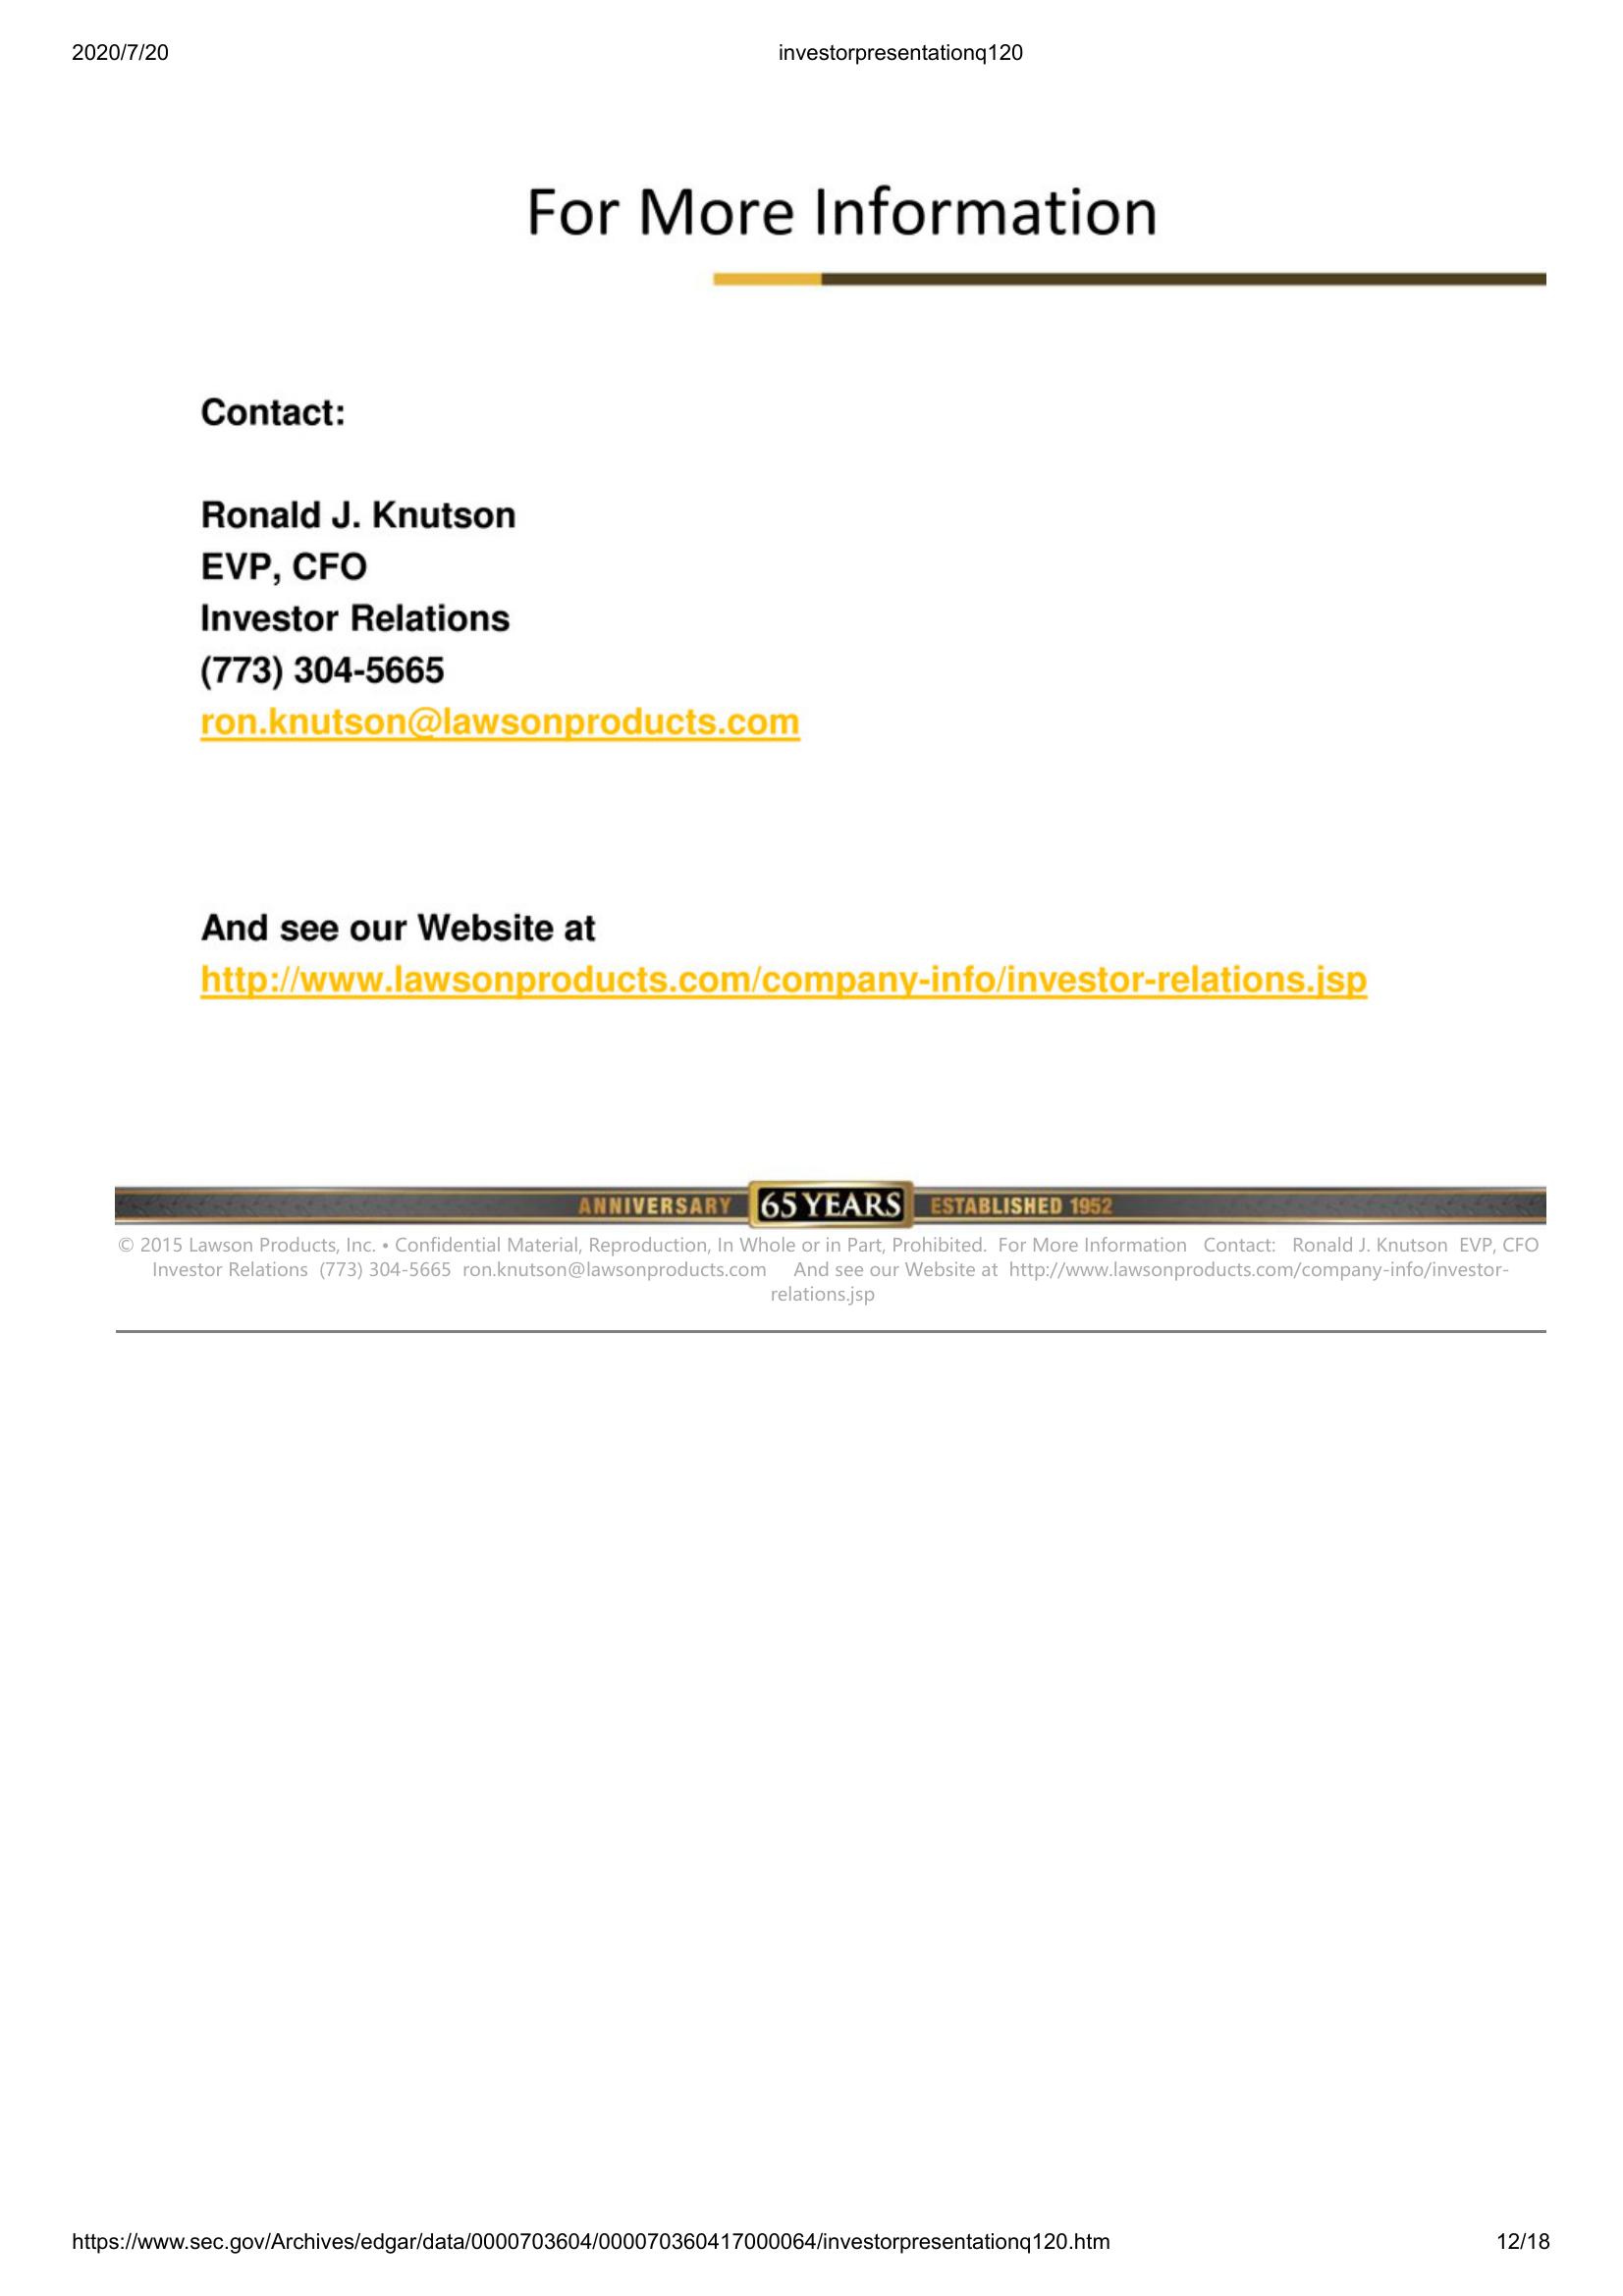 2020/7/20 investorpresentationq120
For More Information
Contact:
Ronald J. Knutson
EVP, CFO
Investor Relations
(773) 304-5665
ron.knutson@lawsonproducts.com
And see our Website at
http://www.lawsonproducts.com/company-info/investor-relations.jsp
ANNIVERSARY 65 YEARS ESTABLISHED 1952
© 2015 Lawson Products, Inc. • Confidential Material, Reproduction, In Whole or in Part, Prohibited. For More Information Contact: Ronald J. Knutson EVP, CFO
Investor Relations (773) 304-5665 ron.knutson@lawsonproducts.com And see our Website at http://www.lawsonproducts.com/company-info/investor-
relations.jsp
https://www.sec.gov/Archives/edgar/data/0000703604/000070360417000064/investorpresentationq120.htm 12/18